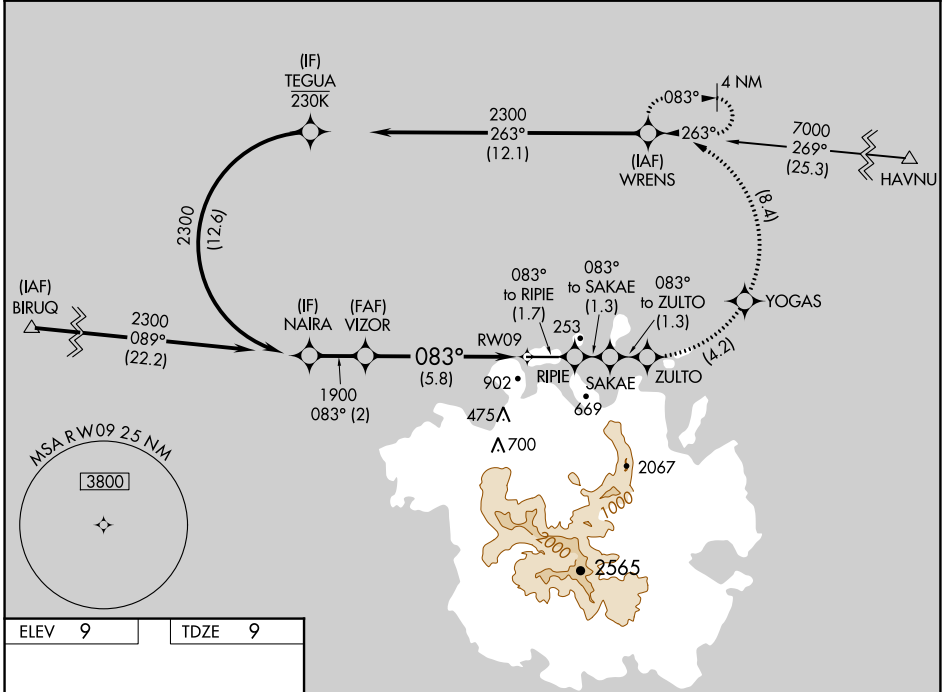 (IF)
TEGUA
230K
2300
263°
(12.1)
083°
4 NM
263°
(IAF)
WRENS
7000
269°
(25.3)
HAVNU
2300
(12.6)
(8.4)
(IAF)
BIRUQ
2300
089°
(22.2)
(IF)
NAIRA
(FAF)
VIZOR
1900
083° (2)
083°
(5.8)
RW09
083°
to RIPIE
(1.7)
253
083°
to SAKAE
(1.3)
083°
to ZULTO
(1.3)
YOGAS
(4.2)
RIPIE
SAKAE
ZULTO
902
669
475
700
2067
1000
2000
2565
MSA RW09 25 NM
3800
ELEV 9
TDZE 9